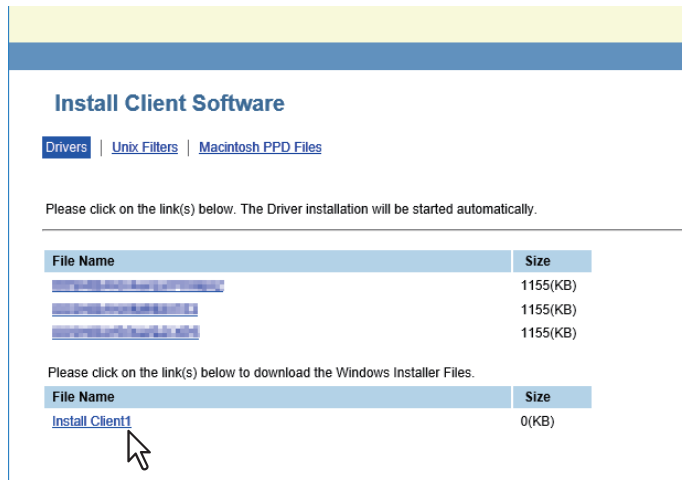 Install Client Software
Drivers | Unix Filters | Macintosh PPD Files
Please click on the link(s) below. The Driver installation will be started automatically.
File Name Size
1155(KB)
1155(KB)
1155(KB)
Please click on the link(s) below to download the Windows Installer Files.
File Name Size
Install Client1 0(KB)